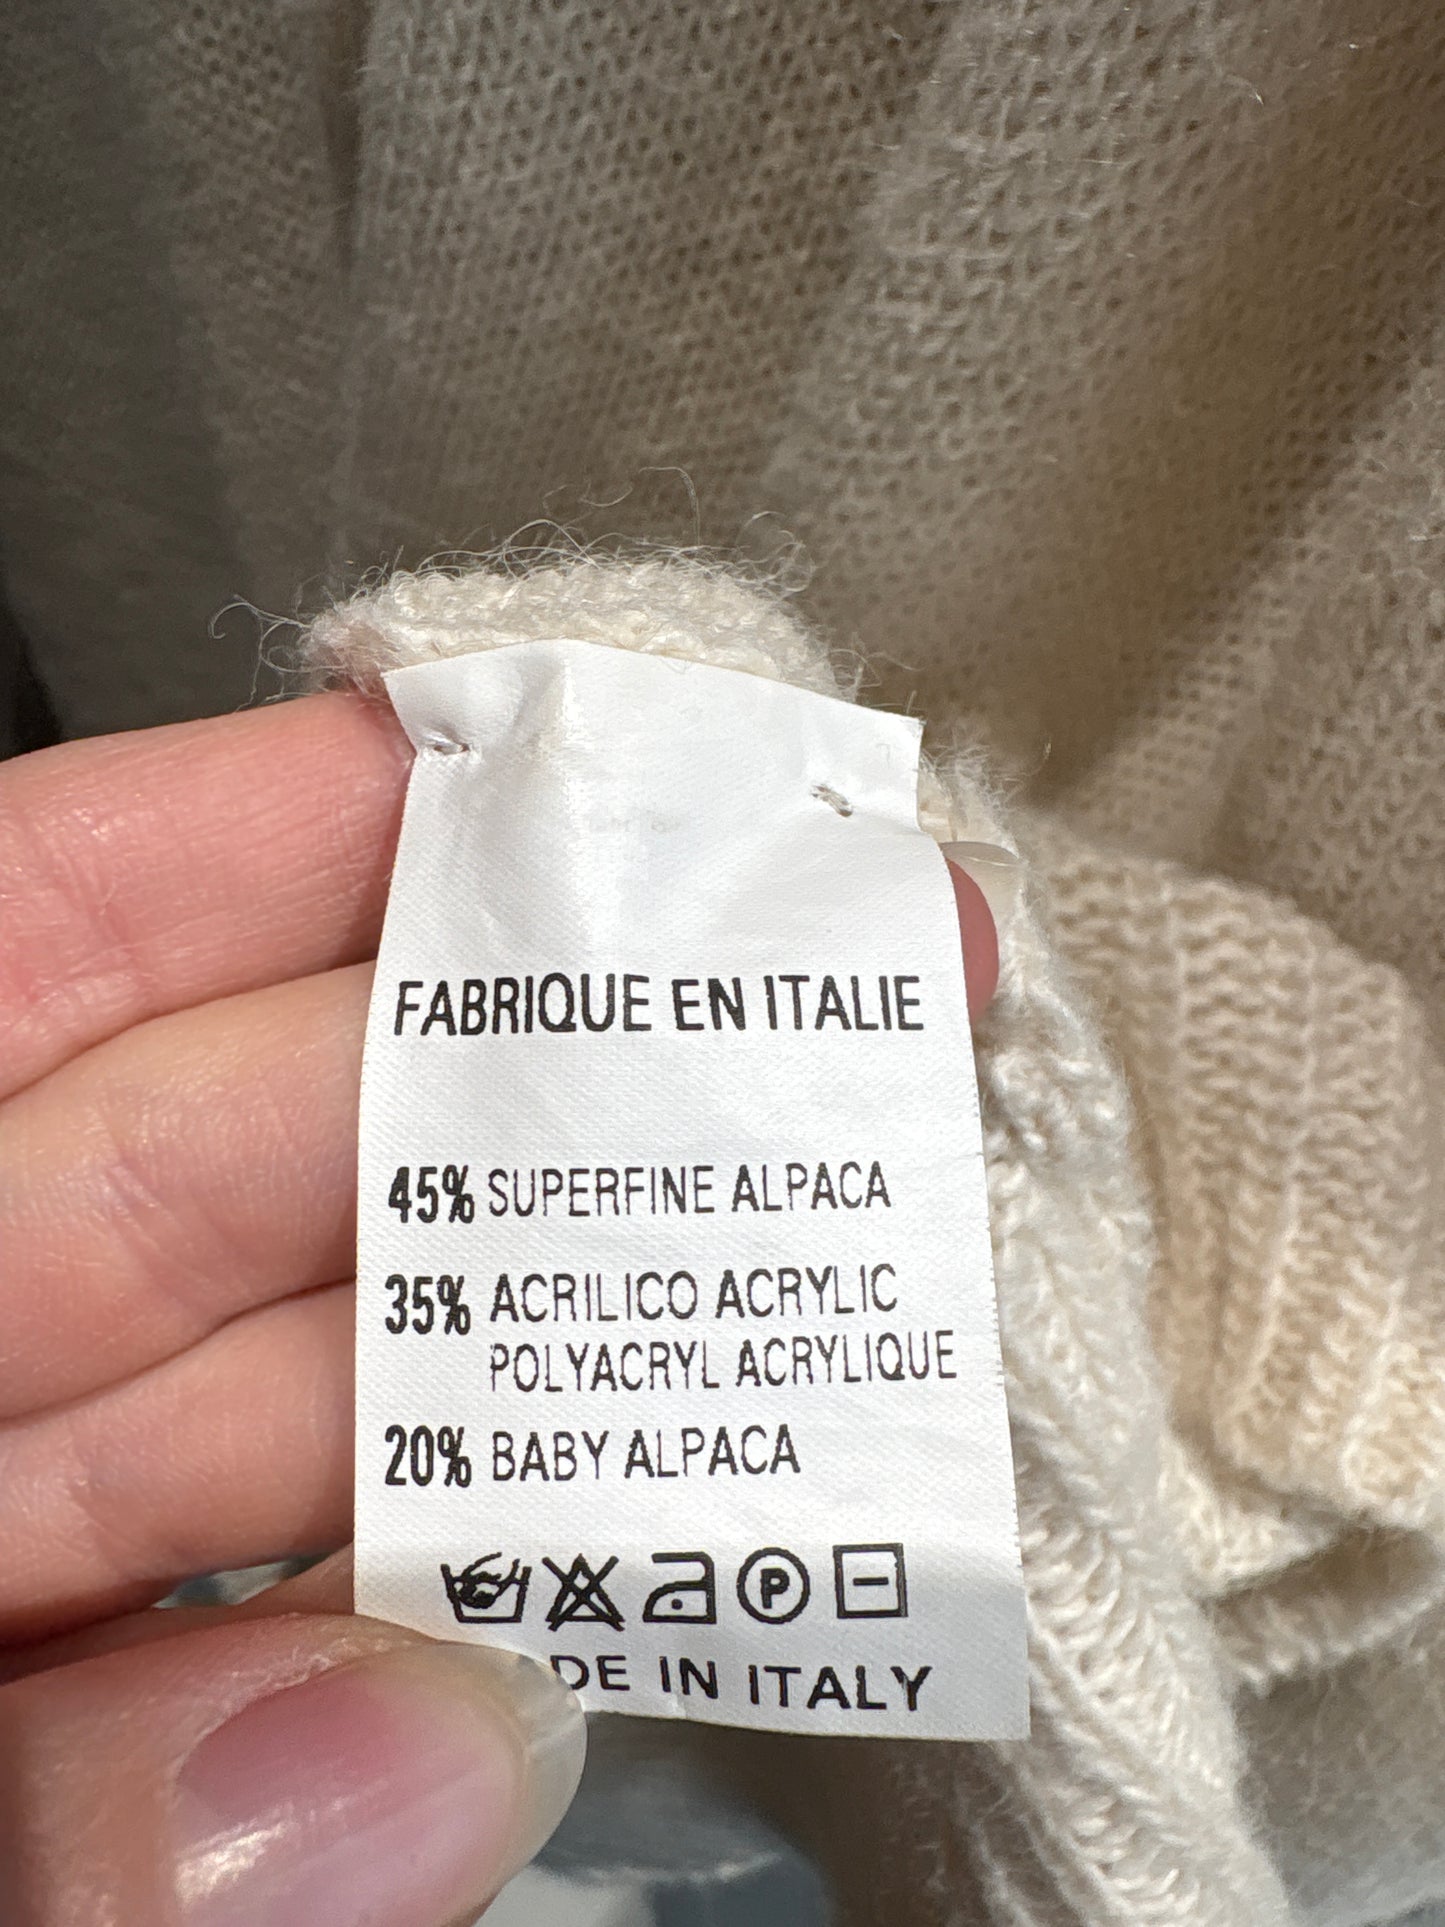 FABRIQUE EN ITALIE
45% SUPERFINE ALPACA
35% ACRILICO ACRYLIC
POLYACRYL ACRYLIQUE
20% BABY ALPACA
P
DE IN ITALY